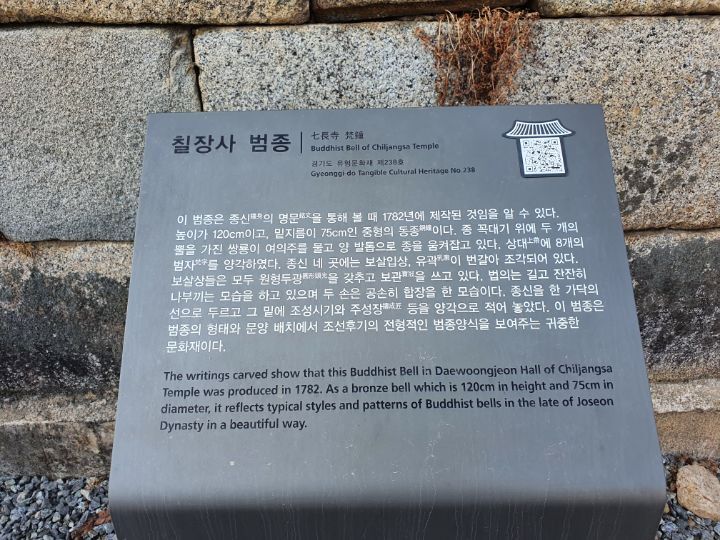 칠장사 범종
七長寺 梵鐘
Buddhist Bell of Chiljangsa Temple
경기도 유형문화재 제238호
Gyeonggi-do Tangible Cultural Heritage No.238
이 범종은 종신鐘身의 명문銘文을 통해 볼 때 1782년에 제작된 것임을 알 수 있다.
높이가 120cm이고, 밑지름이 75cm인 중형의 동종銅鐘이다. 종 꼭대기 위에 두 개의
뿔을 가진 쌍룡이 여의주를 물고 양 발톱으로 종을 움켜잡고 있다. 상대上帶에 8개의
범자梵字를 양각하였다. 종신 네 곳에는 보살입상, 유곽乳廓이 번갈아 조각되어 있다.
보살상들은 모두 원형두광圓形頭光을 갖추고 보관寶冠을 쓰고 있다. 법의는 길고 잔잔히
나부끼는 모습을 하고 있으며 두 손은 공손히 합장을 한 모습이다. 종신을 한 가닥의
선으로 두르고 그 밑에 조성시기와 주성장鑄成匠 등을 양각으로 적어 놓았다. 이 범종은
범종의 형태와 문양 배치에서 조선후기의 전형적인 범종양식을 보여주는 귀중한
문화재이다.
The writings carved show that this Buddhist Bell in Daewoongjeon Hall of Chiljangsa
Temple was produced in 1782. As a bronze bell which is 120cm in height and 75cm in
diameter, it reflects typical styles and patterns of Buddhist bells in the late of Joseon
Dynasty in a beautiful way.